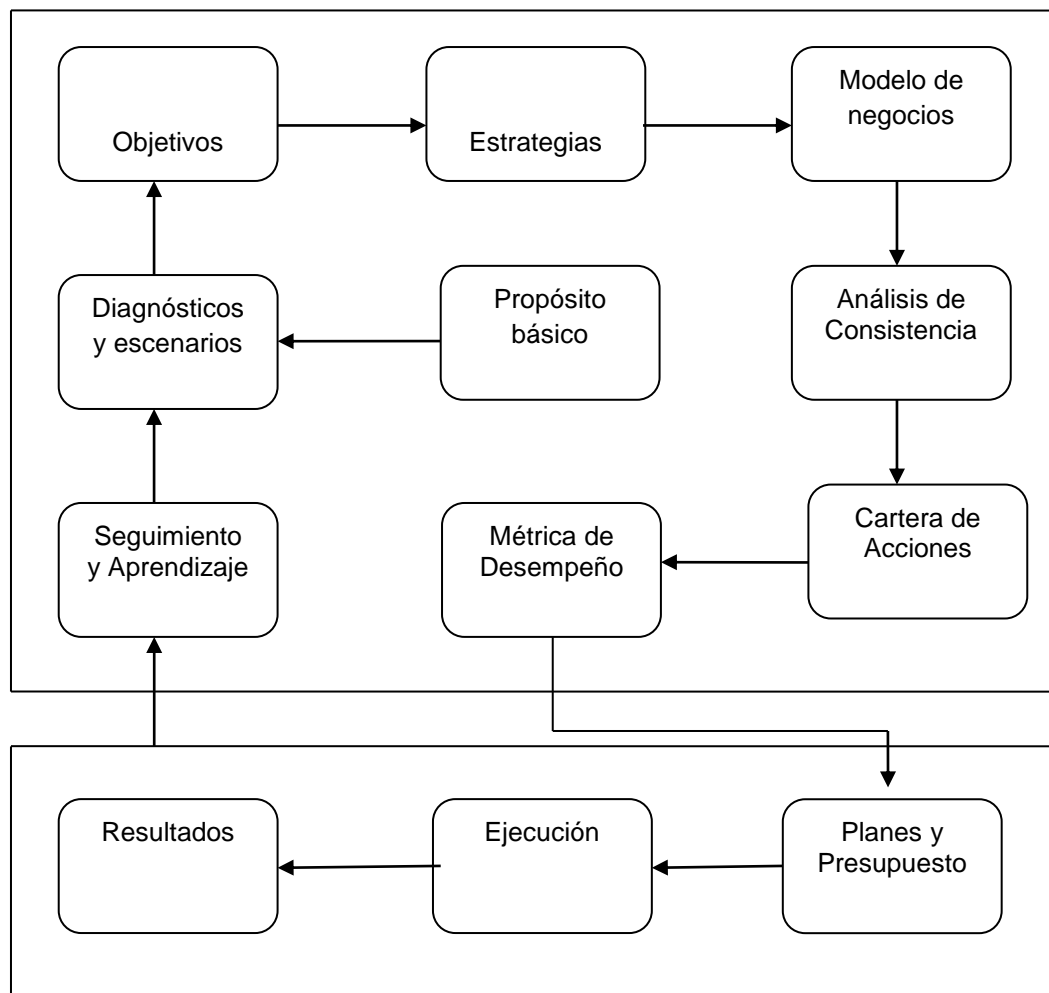 Objetivos
Estrategias
Modelo de
negocios
Diagnósticos
y escenarios
Propósito
básico
Análisis de
Consistencia
Seguimiento
y Aprendizaje
Métrica de
Desempeño
Cartera de
Acciones
Resultados
Ejecución
Planes y
Presupuesto